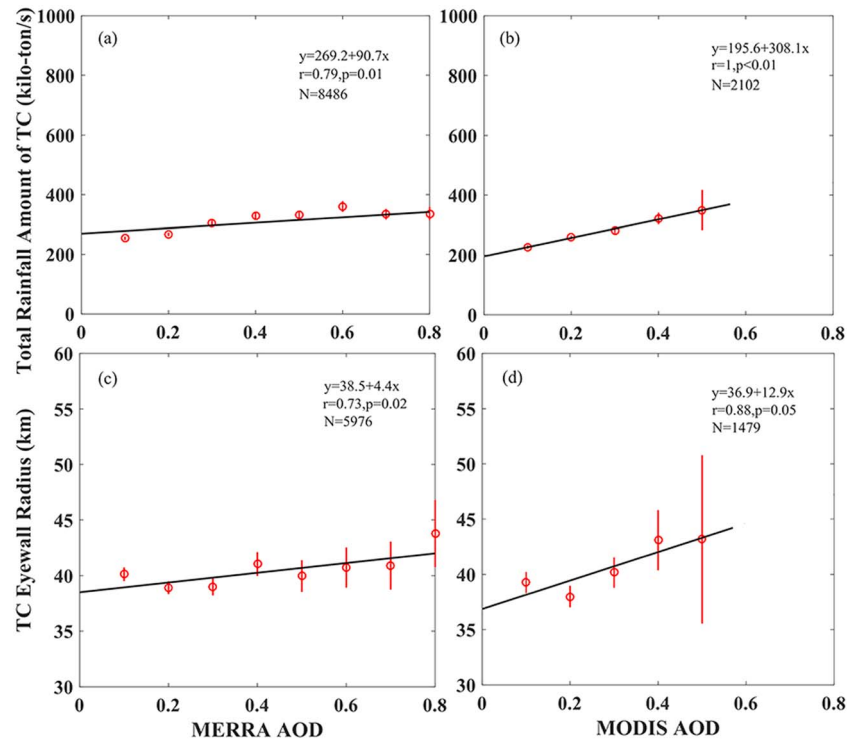 Total Rainfall Amount of TC (kilo-ton/s)
1000
800
600
400
200
0
(a)
y=269.2+90.7x
r=0.79,p=0.01
N=8486
0 0.2 0.4 0.6 0.8
1000
800
600
400
200
0
(b)
y=195.6+308.1x
r=1,p<0.01
N=2102
0 0.2 0.4 0.6 0.8
TC Eyewall Radius (km)
60
55
50
45
40
35
30
(c)
y=38.5+4.4x
r=0.73,p=0.02
N=5976
0 0.2 0.4 0.6 0.8
MERRA AOD
60
55
50
45
40
35
30
(d)
y=36.9+12.9x
r=0.88,p=0.05
N=1479
0 0.2 0.4 0.6 0.8
MODIS AOD